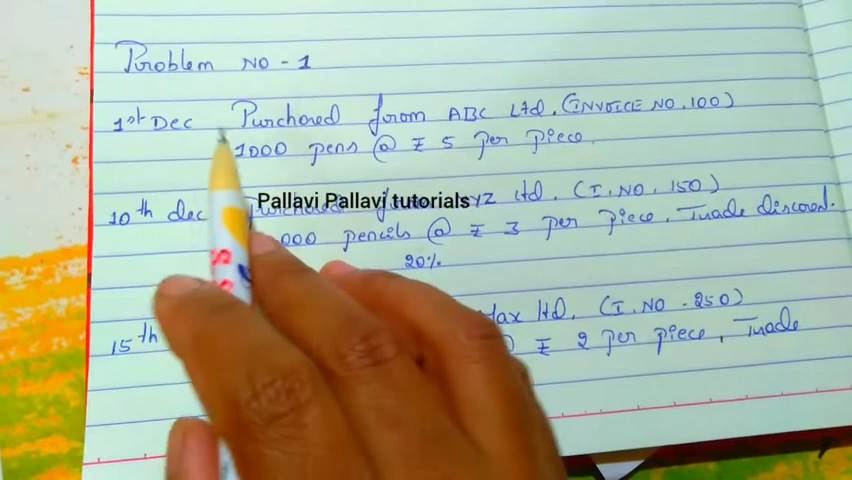 Problem NO - 1
1st Dec Purchased from ABC Ltd. (INVOICE NO. 100)
1000 pens @ ₹ 5 per piece.
10th dec Purchased from XYZ Ltd. (I. NO. 150)
Pallavi Pallavi tutorials
000 pencils @ ₹ 3 per piece, Trade discount.
20%.
15th Max Ltd. (I. NO - 250)
@ ₹ 2 per piece, Trade